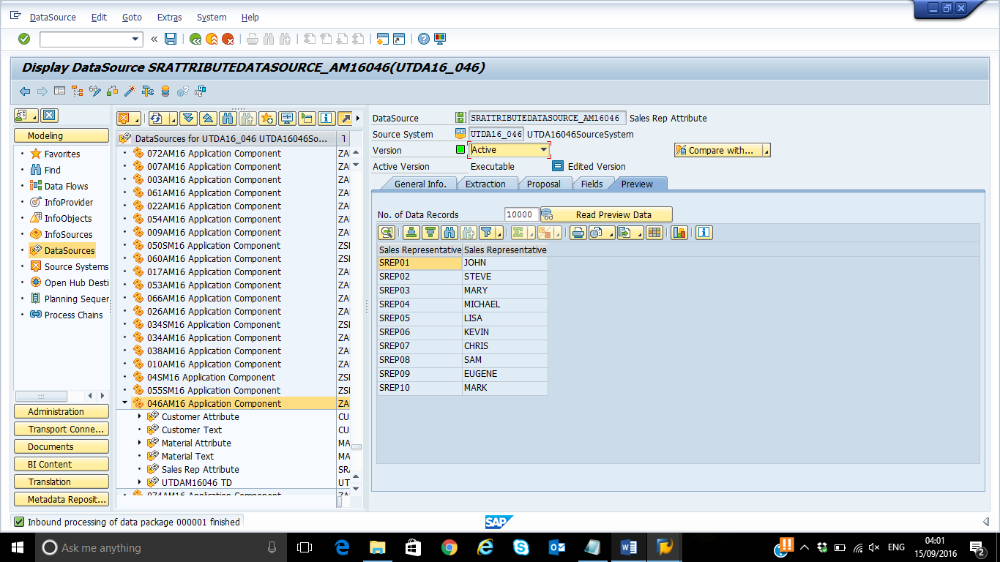 DataSource Edit Goto Extras System Help
Display DataSource SRATTRIBUTEDATASOURCE_AM16046(UTDA16_046)
Modeling
Favorites
Find
Data Flows
InfoProvider
InfoObjects
InfoSources
DataSources
Source Systems
Open Hub Desti
Planning Sequer
Process Chains
Administration
Transport Conne...
Documents
BI Content
Translation
Metadata Reposit...
DataSources for UTDA16_046 UTDA16046So... T
072AM16 Application Component ZA
007AM16 Application Component ZA
003AM16 Application Component ZA
061AM16 Application Component ZA
022AM16 Application Component ZA
054AM16 Application Component ZA
009AM16 Application Component ZA
050SM16 Application Component ZS
060AM16 Application Component ZA
017AM16 Application Component ZA
053AM16 Application Component ZA
066AM16 Application Component ZA
026AM16 Application Component ZA
034SM16 Application Component ZS
034AM16 Application Component ZA
038AM16 Application Component ZA
010AM16 Application Component ZA
04SM16 Application Component ZS
055SM16 Application Component ZS
046AM16 Application Component ZA
Customer Attribute CU
Customer Text CU
Material Attribute MA
Material Text MA
Sales Rep Attribute SR
UTDAM16046 TD UT
074AM16 Application Component ZA
DataSource SRATTRIBUTEDATASOURCE_AM16046 Sales Rep Attribute
Source System UTDA16_046 UTDA16046SourceSystem
Version Active Compare with...
Active Version Executable Edited Version
General Info. Extraction Proposal Fields Preview
No. of Data Records 10000 Read Preview Data
Sales Representative Sales Representative
SREP01 JOHN
SREP02 STEVE
SREP03 MARY
SREP04 MICHAEL
SREP05 LISA
SREP06 KEVIN
SREP07 CHRIS
SREP08 SAM
SREP09 EUGENE
SREP10 MARK
Inbound processing of data package 000001 finished
SAP
Ask me anything
ENG
04:01
15/09/2016
2